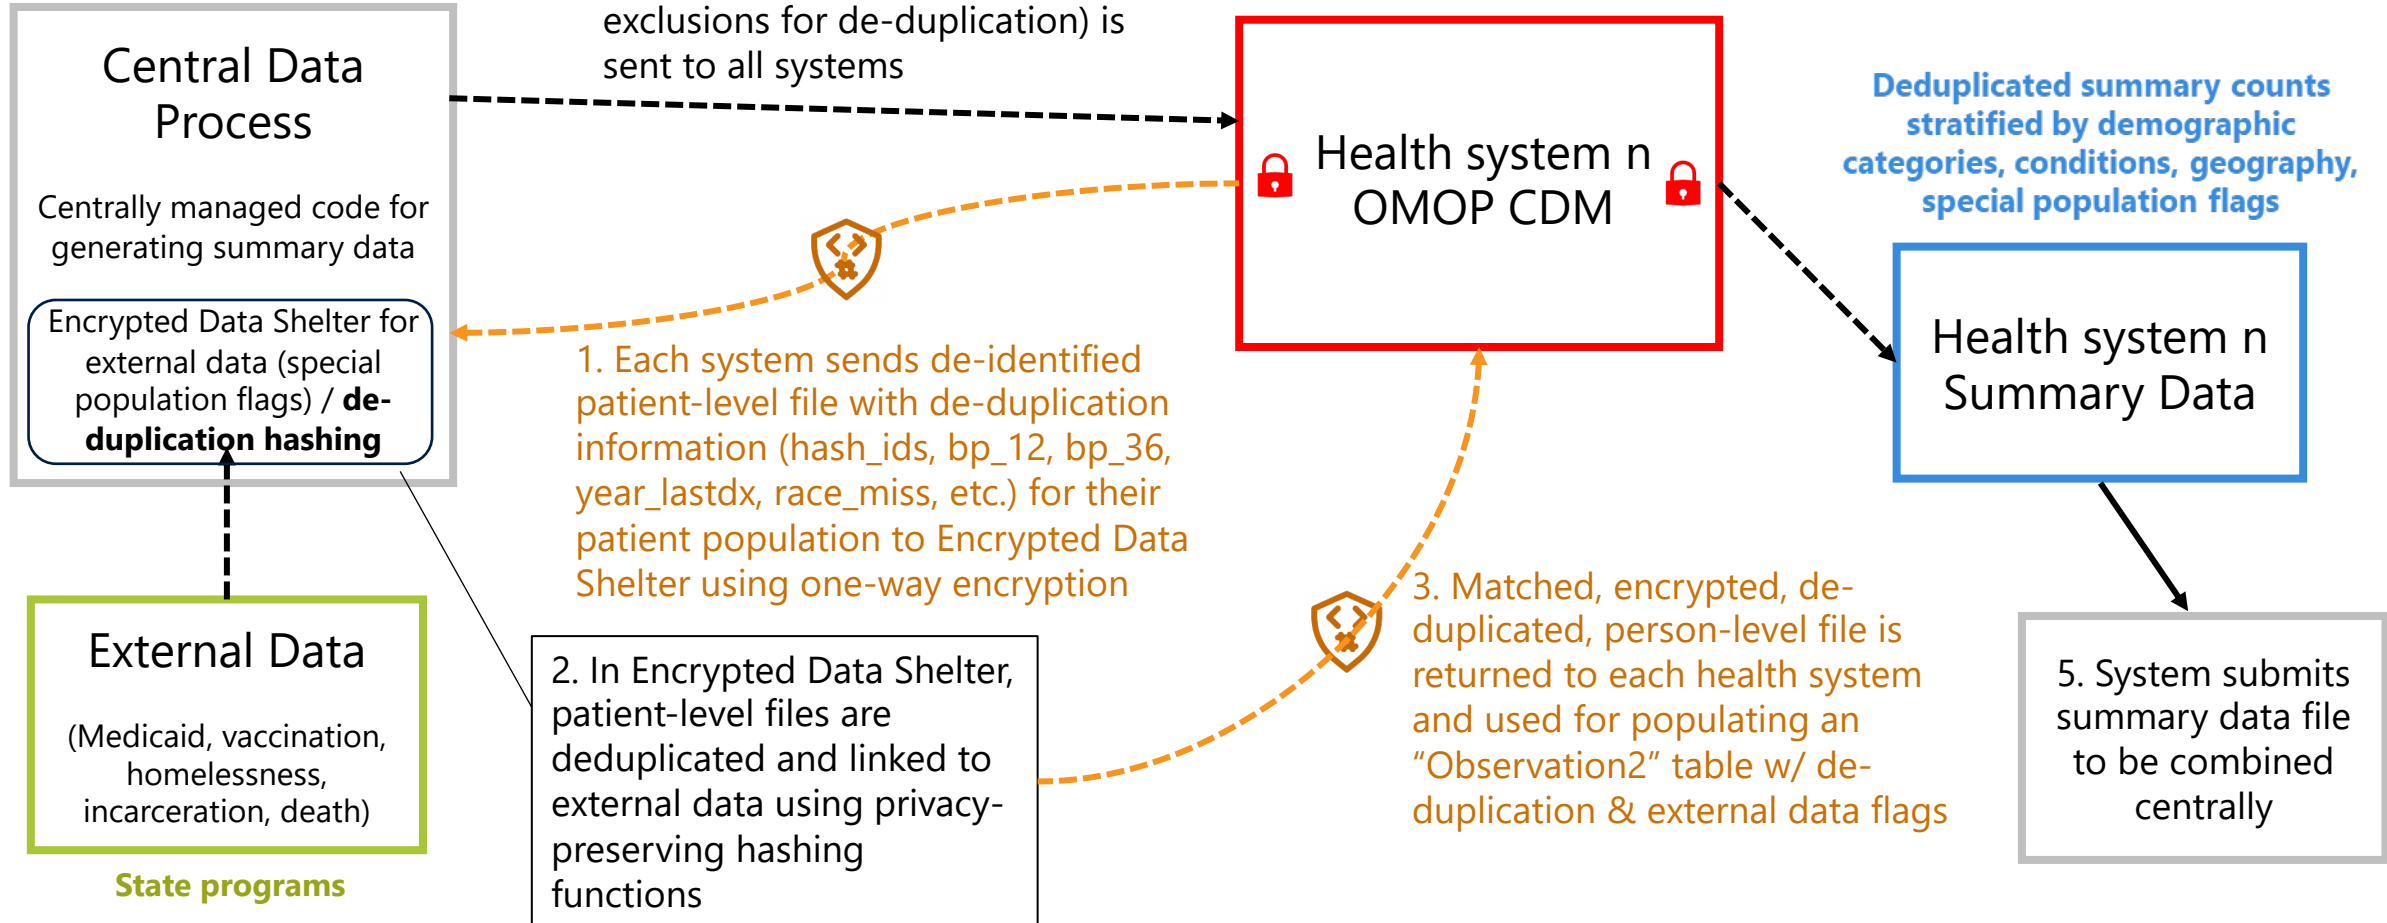 exclusions for de-duplication) is
sent to all systems
Central Data
Process
Centrally managed code for
generating summary data
Encrypted Data Shelter for
external data (special
population flags) / de-
duplication hashing
External Data
(Medicaid, vaccination,
homelessness,
incarceration, death)
State programs
1. Each system sends de-identified
patient-level file with de-duplication
information (hash_ids, bp_12, bp_36,
year_lastdx, race_miss, etc.) for their
patient population to Encrypted Data
Shelter using one-way encryption
2. In Encrypted Data Shelter,
patient-level files are
deduplicated and linked to
external data using privacy-
preserving hashing
functions
Health system n
OMOP CDM
3. Matched, encrypted, de-
duplicated, person-level file is
returned to each health system
and used for populating an
“Observation2” table w/ de-
duplication & external data flags
Deduplicated summary counts
stratified by demographic
categories, conditions, geography,
special population flags
Health system n
Summary Data
5. System submits
summary data file
to be combined
centrally